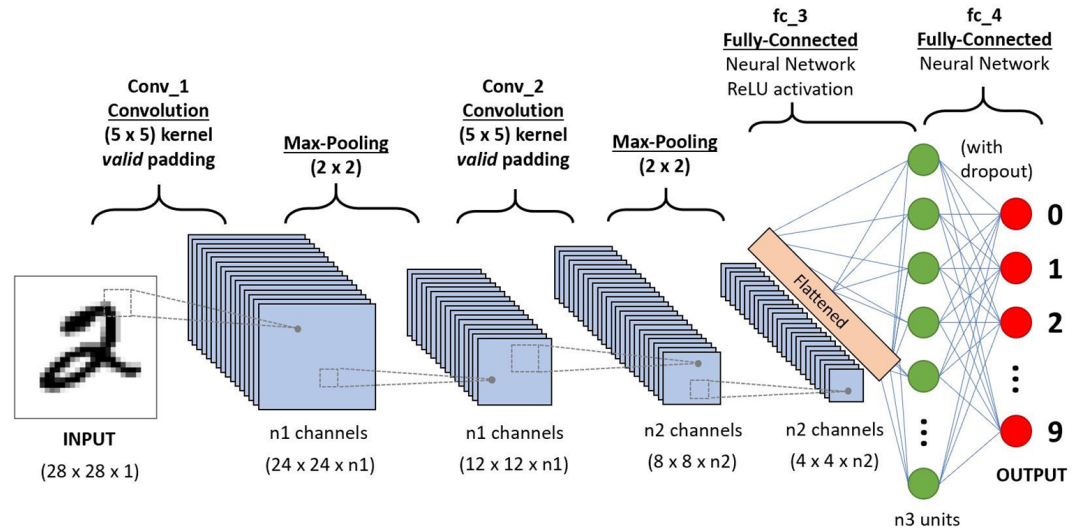 Conv_1
Convolution
(5 x 5) kernel
valid padding
Max-Pooling
(2 x 2)
Conv_2
Convolution
(5 x 5) kernel
valid padding
Max-Pooling
(2 x 2)
fc_3
Fully-Connected
Neural Network
ReLU activation
fc_4
Fully-Connected
Neural Network
(with
dropout)
2
INPUT
(28 x 28 x 1)
n1 channels
(24 x 24 x n1)
n1 channels
(12 x 12 x n1)
n2 channels
(8 x 8 x n2)
n2 channels
(4 x 4 x n2)
Flattened
n3 units
0
1
2
9
OUTPUT